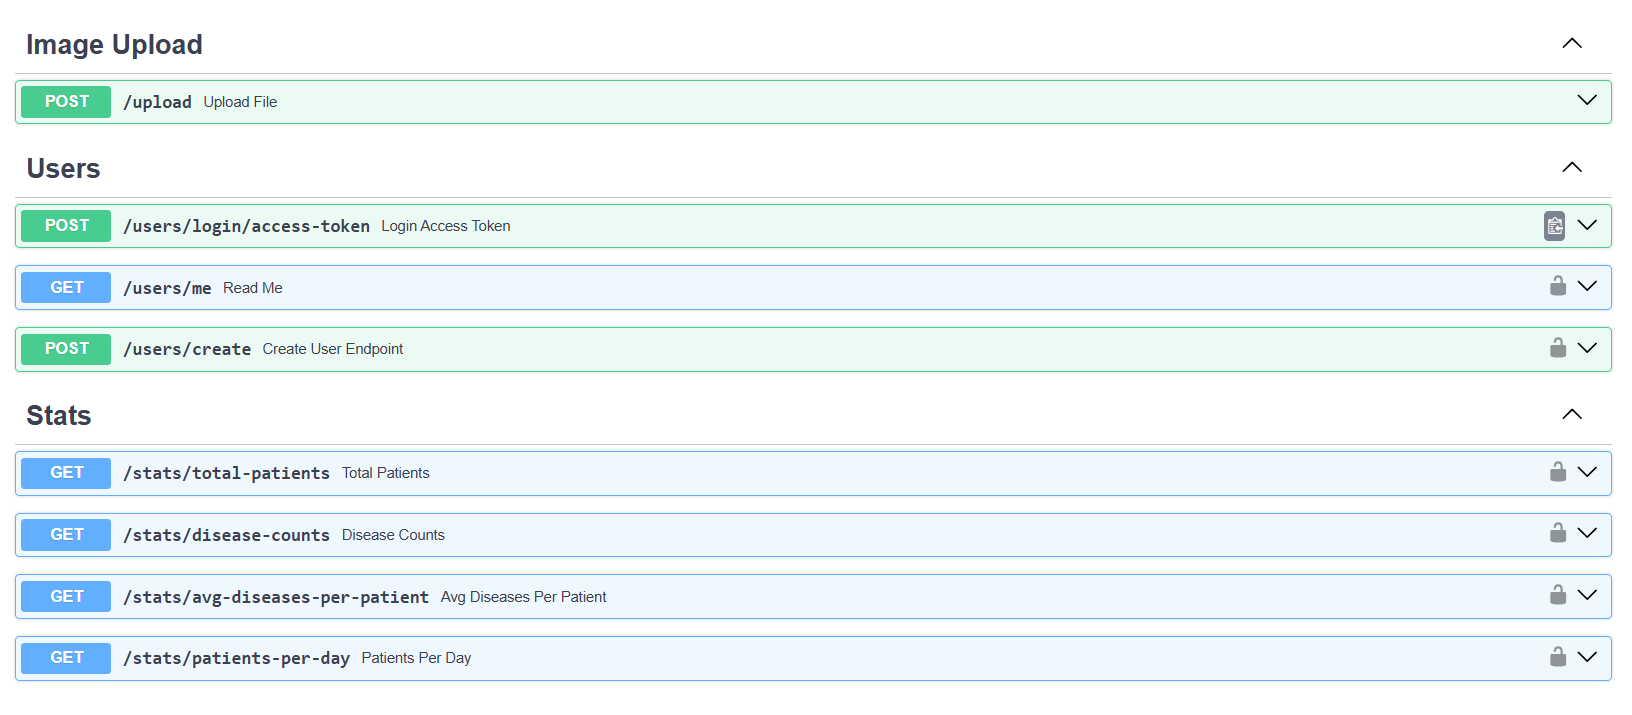 Image Upload
POST /upload Upload File
Users
POST /users/login/access-token Login Access Token
GET /users/me Read Me
POST /users/create Create User Endpoint
Stats
GET /stats/total-patients Total Patients
GET /stats/disease-counts Disease Counts
GET /stats/avg-diseases-per-patient Avg Diseases Per Patient
GET /stats/patients-per-day Patients Per Day